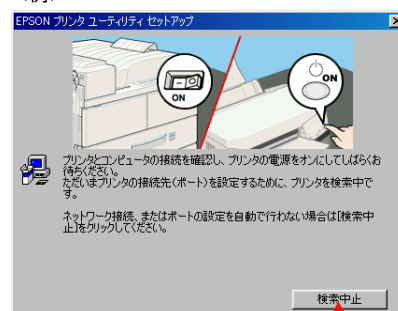 EPSON プリンタ ユーティリティ セットアップ
ON
ON
プリンタとコンピュータの接続を確認し、プリンタの電源をオンにしてしばらくお
待ちください。
ただいまプリンタの接続先（ポート）を設定するために、プリンタを検索中で
す。
ネットワーク接続、またはポートの設定を自動で行わない場合は[検索中
止]をクリックしてください。
検索中止